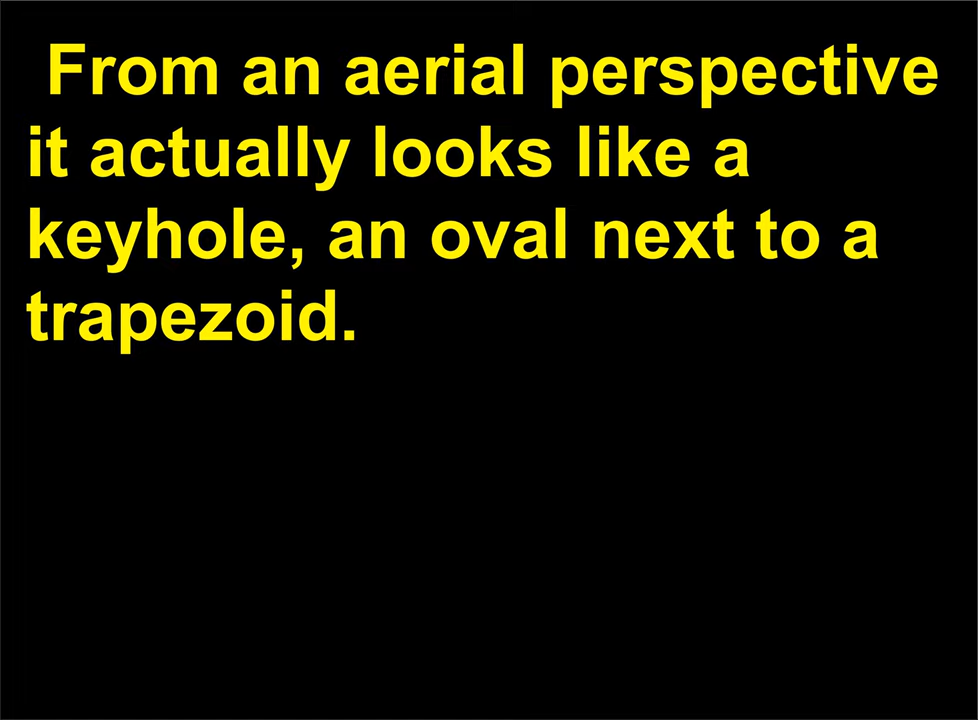 From an aerial perspective
it actually looks like a
keyhole, an oval next to a
trapezoid.